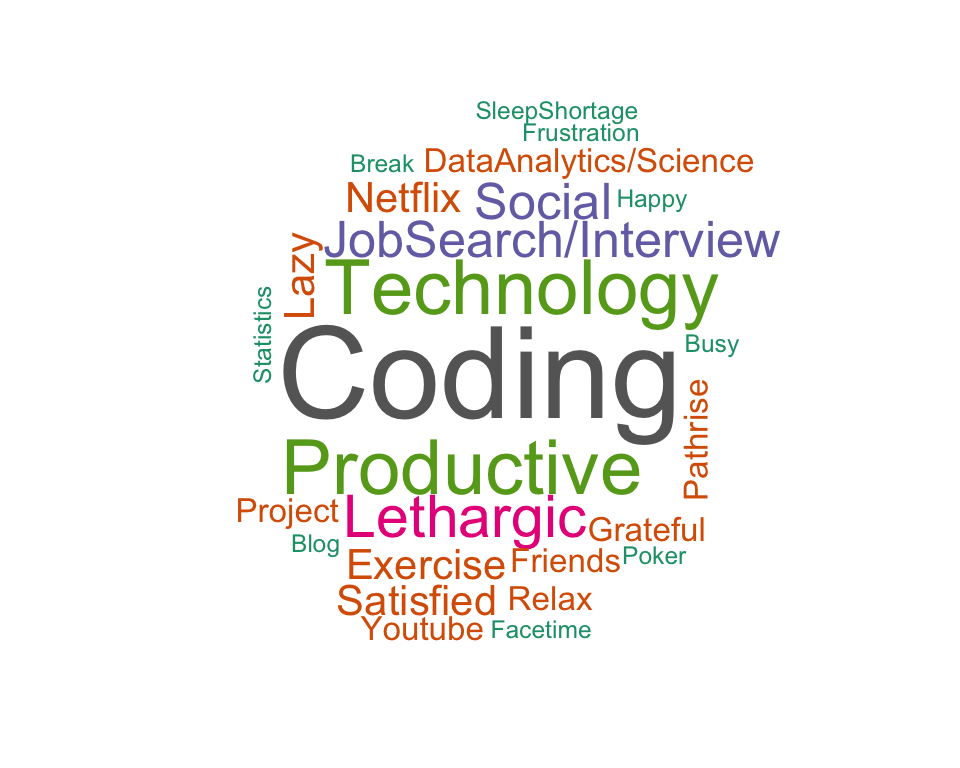 SleepShortage
Frustration
Break DataAnalytics/Science
Netflix Social Happy
JobSearch/Interview
Lazy
Technology
Statistics
Coding
Busy
Pathrise
Productive
Project Lethargic Grateful
Blog
Exercise Friends Poker
Satisfied Relax
Youtube Facetime